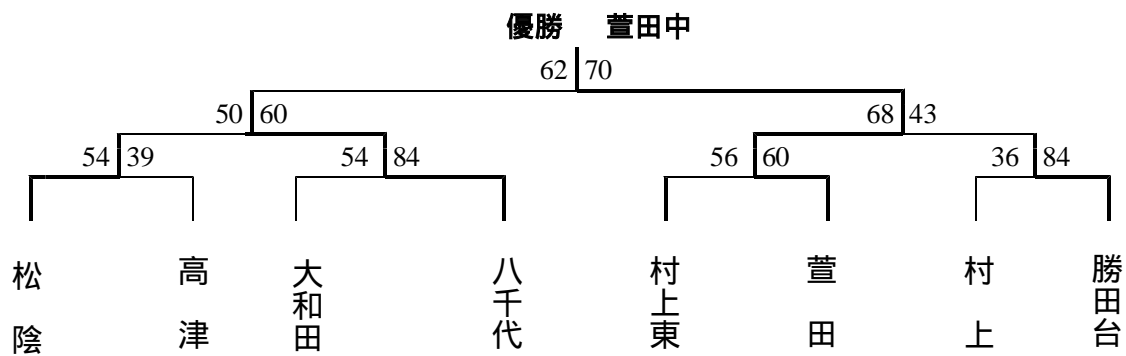 優勝 萱田中
62 70
50 60 68 43
54 39 54 84 56 60 36 84
松陰 高津 大和田 八千代 村上東 萱田 村上 勝田台